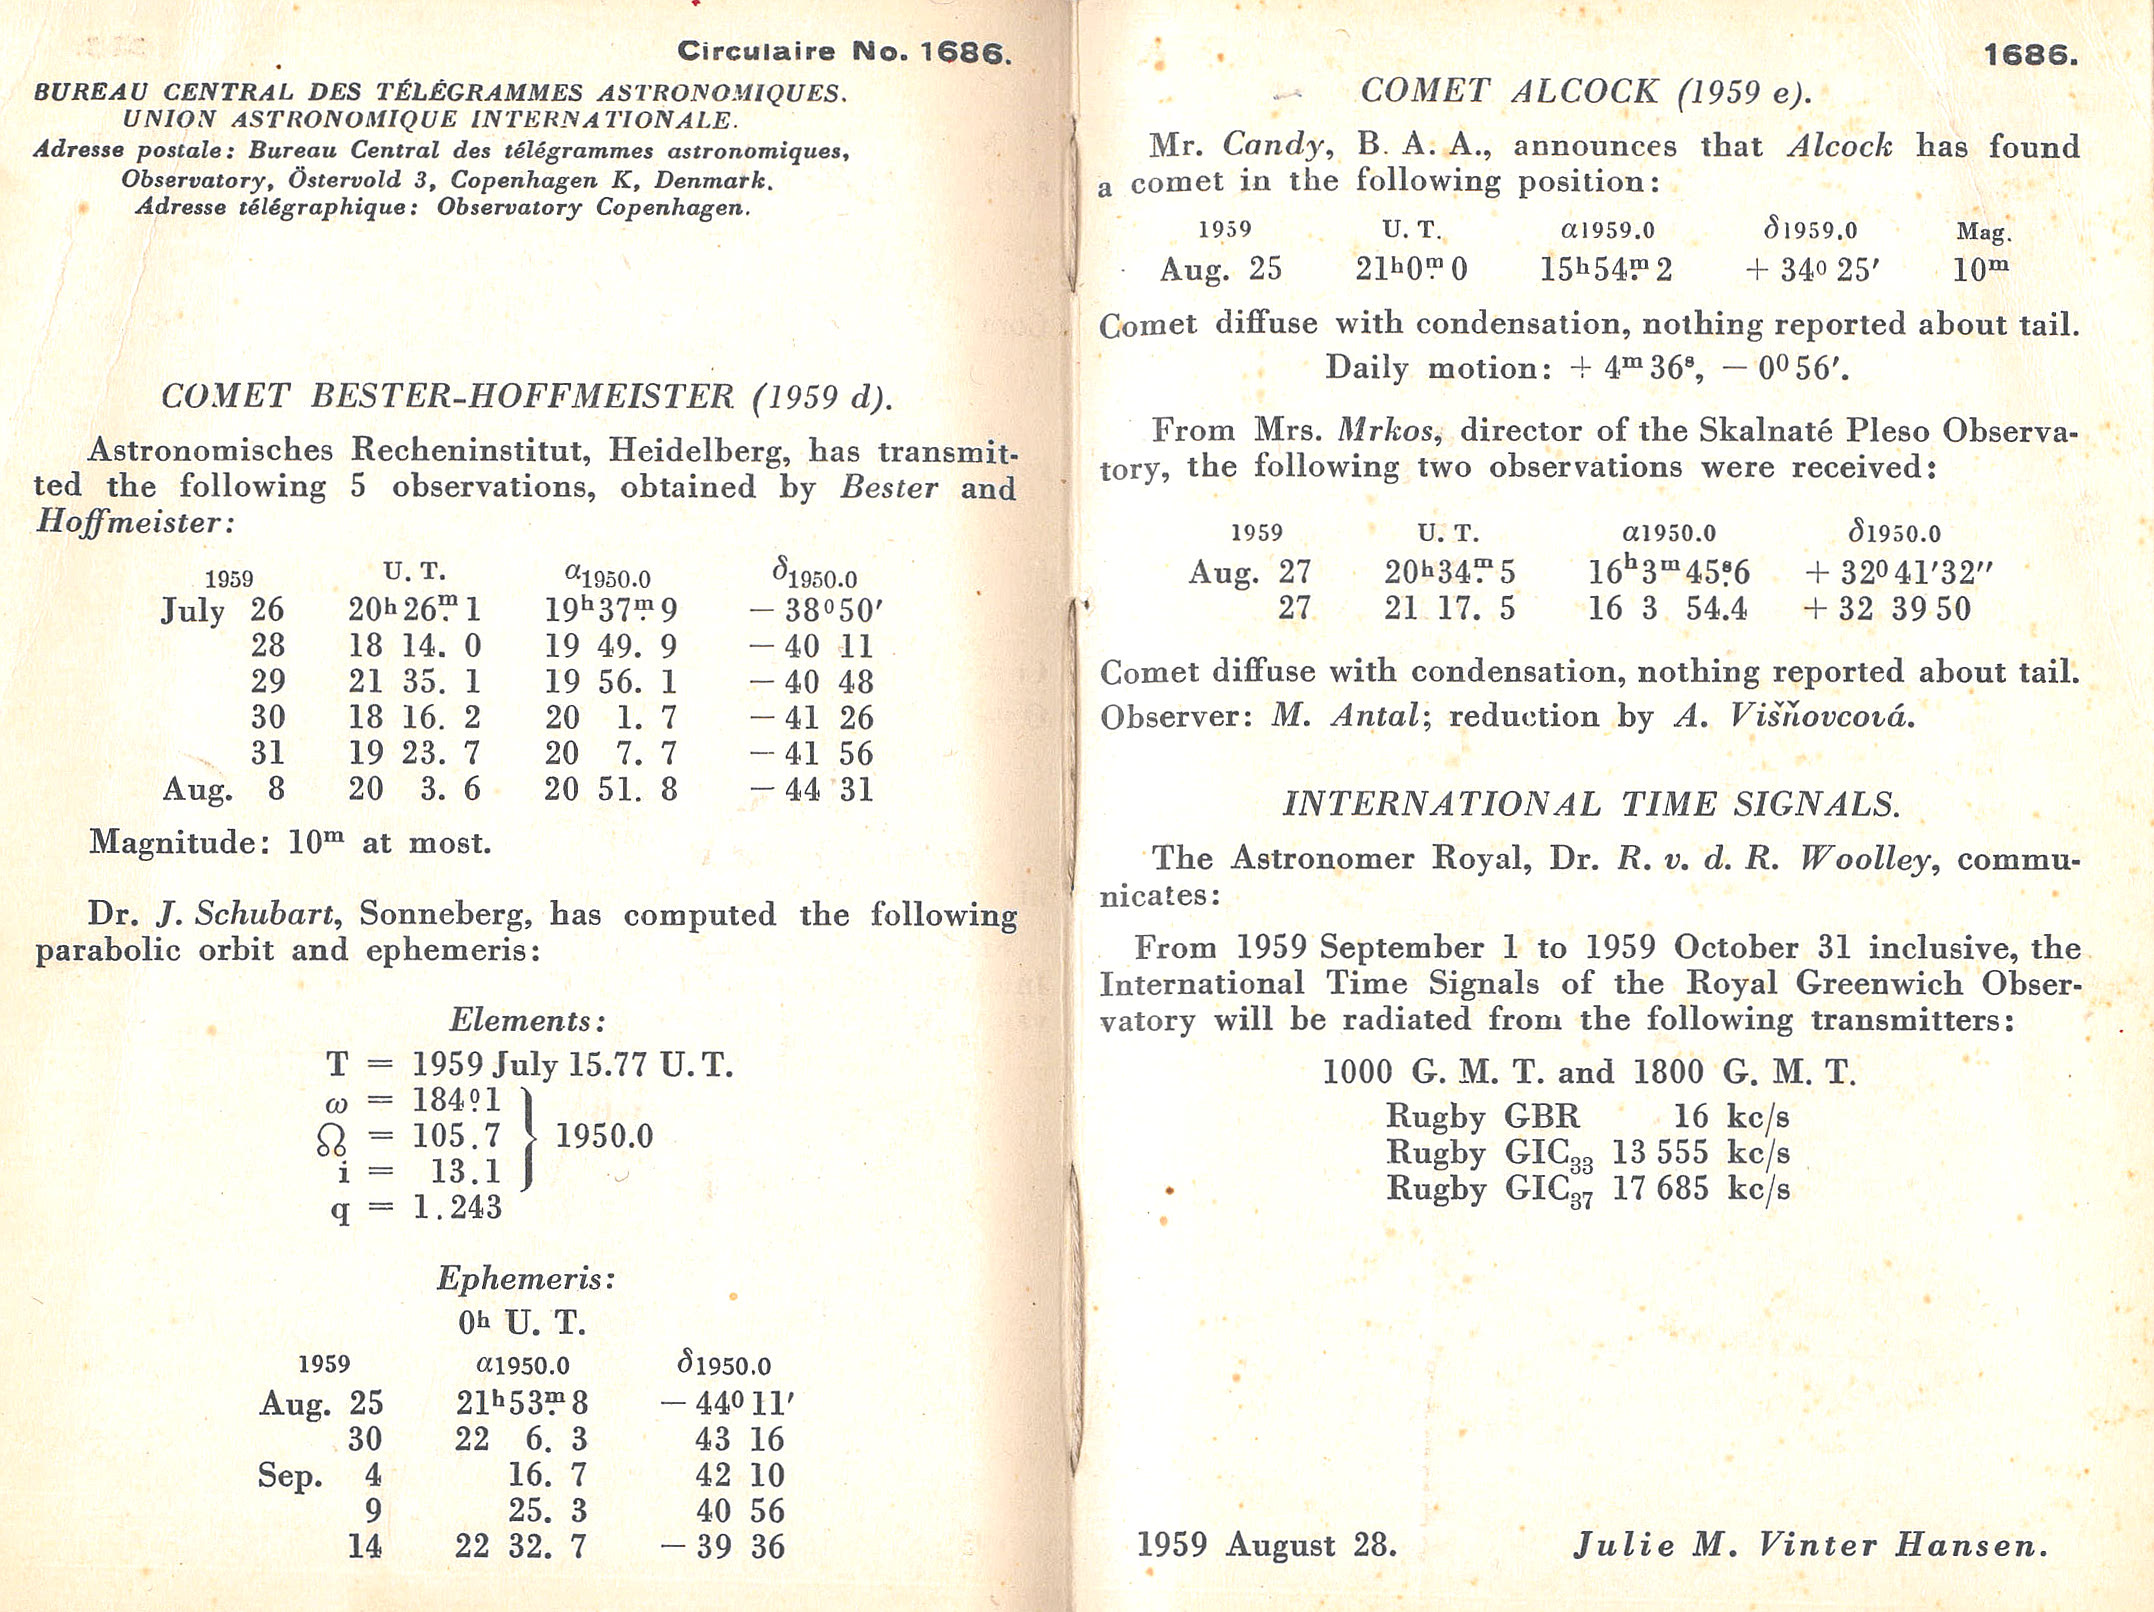 Circulaire No. 1686.
BUREAU CENTRAL DES TÉLÉGRAMMES ASTRONOMIQUES.
UNION ASTRONOMIQUE INTERNATIONALE.
Adresse postale: Bureau Central des télégrammes astronomiques,
Observatory, Östervold 3, Copenhagen K, Denmark.
Adresse télégraphique: Observatory Copenhagen.
COMET BESTER-HOFFMEISTER (1959 d).
Astronomisches Recheninstitut, Heidelberg, has transmit-
ted the following 5 observations, obtained by Bester and
Hoffmeister:
1959 U. T. α1950.0 δ1950.0
July 26 20ʰ26ᵐ.1 19ʰ37ᵐ.9 — 38°50′
28 18 14. 0 19 49. 9 — 40 11
29 21 35. 1 19 56. 1 — 40 48
30 18 16. 2 20 1. 7 — 41 26
31 19 23. 7 20 7. 7 — 41 56
Aug. 8 20 3. 6 20 51. 8 — 44 31
Magnitude: 10ᵐ at most.
Dr. J. Schubart, Sonneberg, has computed the following
parabolic orbit and ephemeris:
Elements:
T = 1959 July 15.77 U.T.
ω = 184°.1
☊ = 105.7 } 1950.0
i = 13.1
q = 1.243
Ephemeris:
0ʰ U. T.
1959 α1950.0 δ1950.0
Aug. 25 21ʰ53ᵐ.8 — 44° 11′
30 22 6. 3 43 16
Sep. 4 16. 7 42 10
9 25. 3 40 56
14 22 32. 7 — 39 36
1686.
COMET ALCOCK (1959 e).
Mr. Candy, B. A. A., announces that Alcock has found
a comet in the following position:
1959 U. T. α1959.0 δ1959.0 Mag.
Aug. 25 21ʰ0ᵐ.0 15ʰ54ᵐ.2 + 34° 25′ 10ᵐ
Comet diffuse with condensation, nothing reported about tail.
Daily motion: + 4ᵐ 36ˢ, — 0° 56′.
From Mrs. Mrkos, director of the Skalnaté Pleso Observa-
tory, the following two observations were received:
1959 U. T. α1950.0 δ1950.0
Aug. 27 20ʰ34ᵐ.5 16ʰ3ᵐ45ˢ.6 + 32°41′32″
27 21 17. 5 16 3 54.4 + 32 39 50
Comet diffuse with condensation, nothing reported about tail.
Observer: M. Antal; reduction by A. Višňovcová.
INTERNATIONAL TIME SIGNALS.
The Astronomer Royal, Dr. R. v. d. R. Woolley, commu-
nicates:
From 1959 September 1 to 1959 October 31 inclusive, the
International Time Signals of the Royal Greenwich Obser-
vatory will be radiated from the following transmitters:
1000 G. M. T. and 1800 G. M. T.
Rugby GBR 16 kc/s
Rugby GIC₃₃ 13 555 kc/s
Rugby GIC₃₇ 17 685 kc/s
1959 August 28. Julie M. Vinter Hansen.